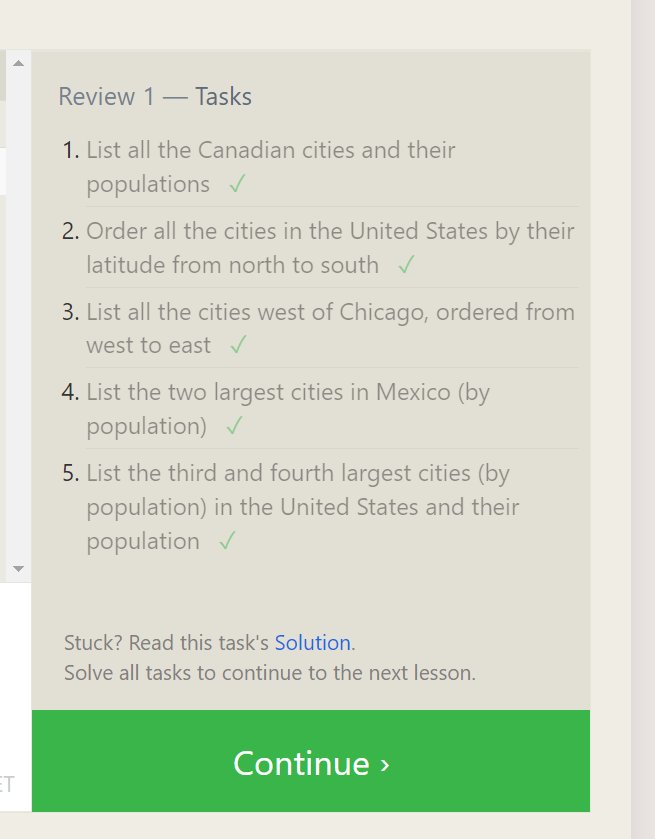 Review 1 — Tasks
1. List all the Canadian cities and their
populations ✓
2. Order all the cities in the United States by their
latitude from north to south ✓
3. List all the cities west of Chicago, ordered from
west to east ✓
4. List the two largest cities in Mexico (by
population) ✓
5. List the third and fourth largest cities (by
population) in the United States and their
population ✓
Stuck? Read this task's Solution.
Solve all tasks to continue to the next lesson.
Continue ›